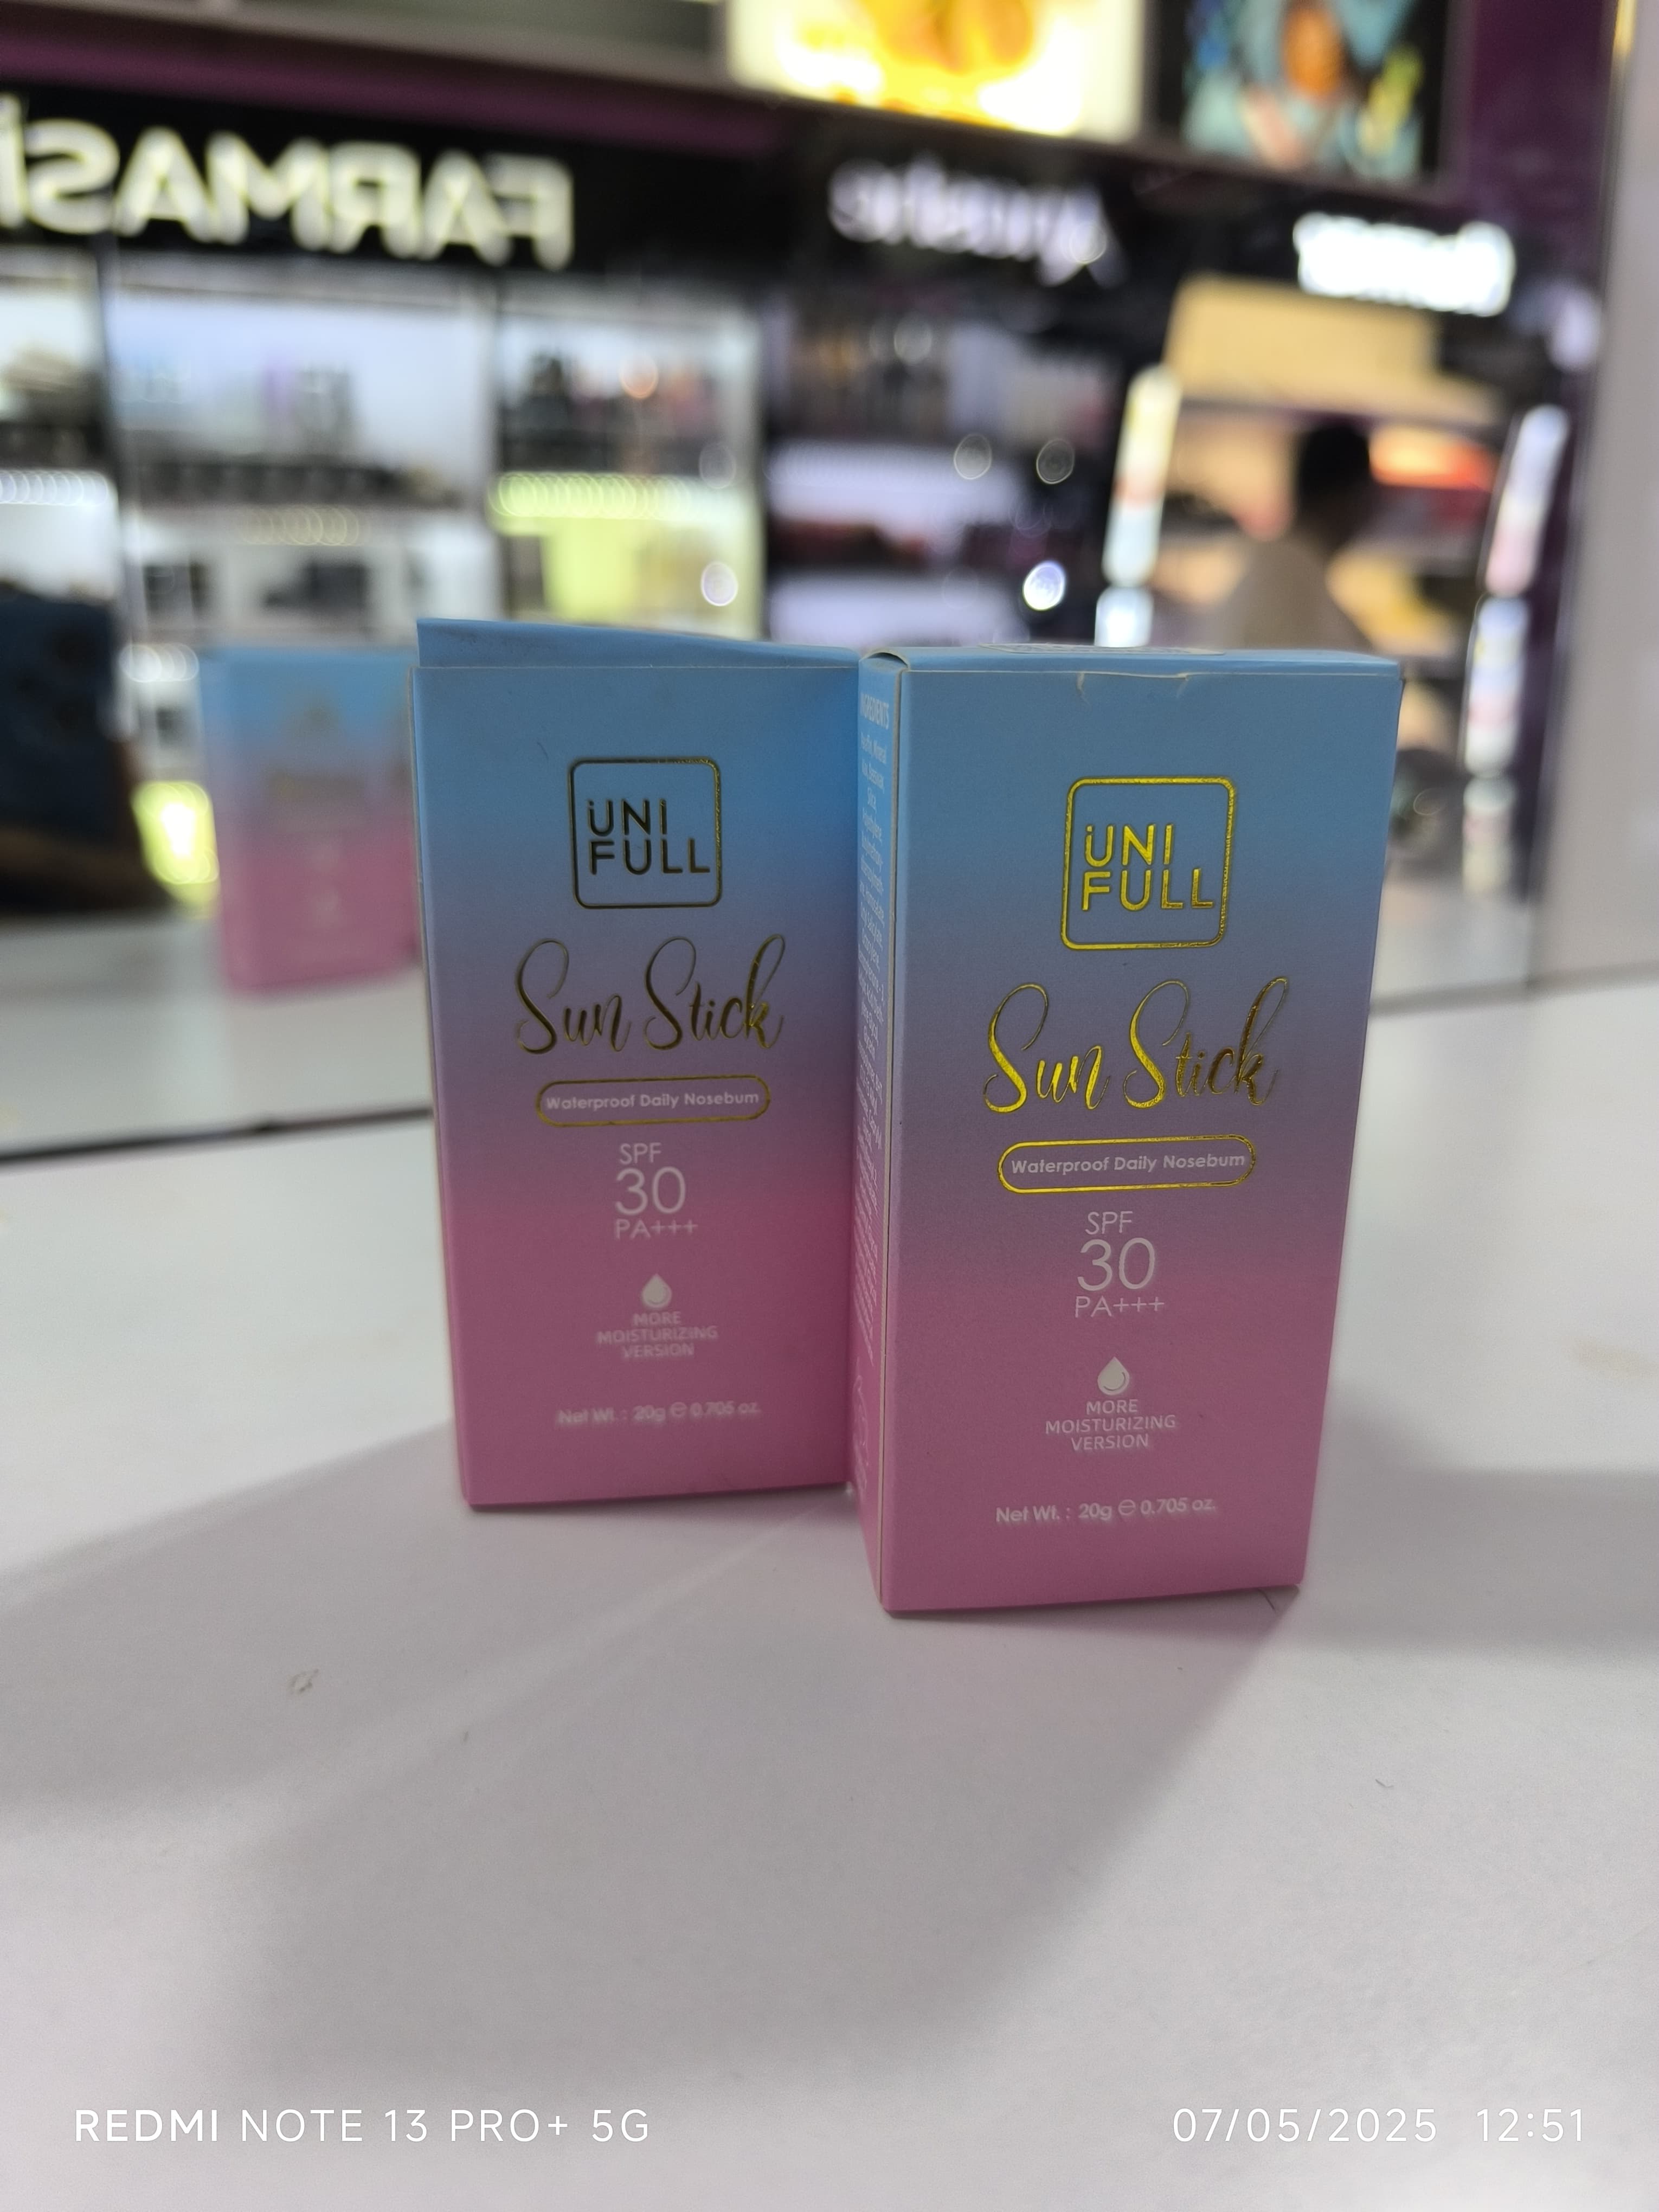 FARMASi
UNI
FULL
Sun Stick
Waterproof Daily Nosebum
SPF
30
PA+++
MORE
MOISTURIZING
VERSION
Net Wt. : 20g ℮ 0.705 oz.
INGREDIENTS
UNI
FULL
Sun Stick
Waterproof Daily Nosebum
SPF
30
PA+++
MORE
MOISTURIZING
VERSION
Net Wt. : 20g ℮ 0.705 oz.
REDMI NOTE 13 PRO+ 5G
07/05/2025 12:51